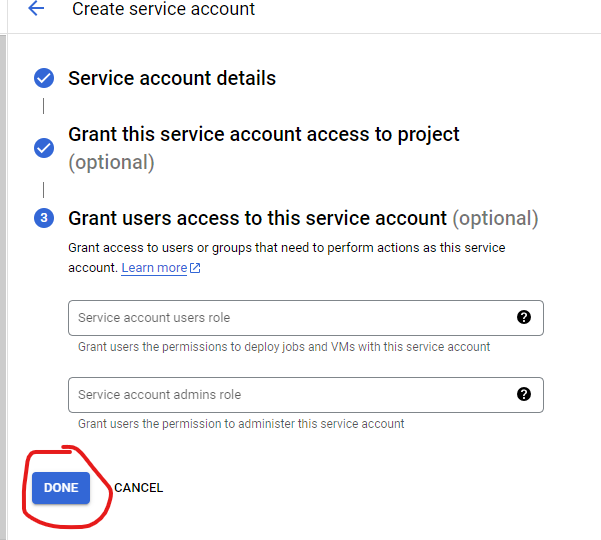 Create service account
Service account details
Grant this service account access to project
(optional)
3
Grant users access to this service account (optional)
Grant access to users or groups that need to perform actions as this service
account. Learn more
Service account users role
?
Grant users the permissions to deploy jobs and VMs with this service account
Service account admins role
?
Grant users the permission to administer this service account
DONE CANCEL